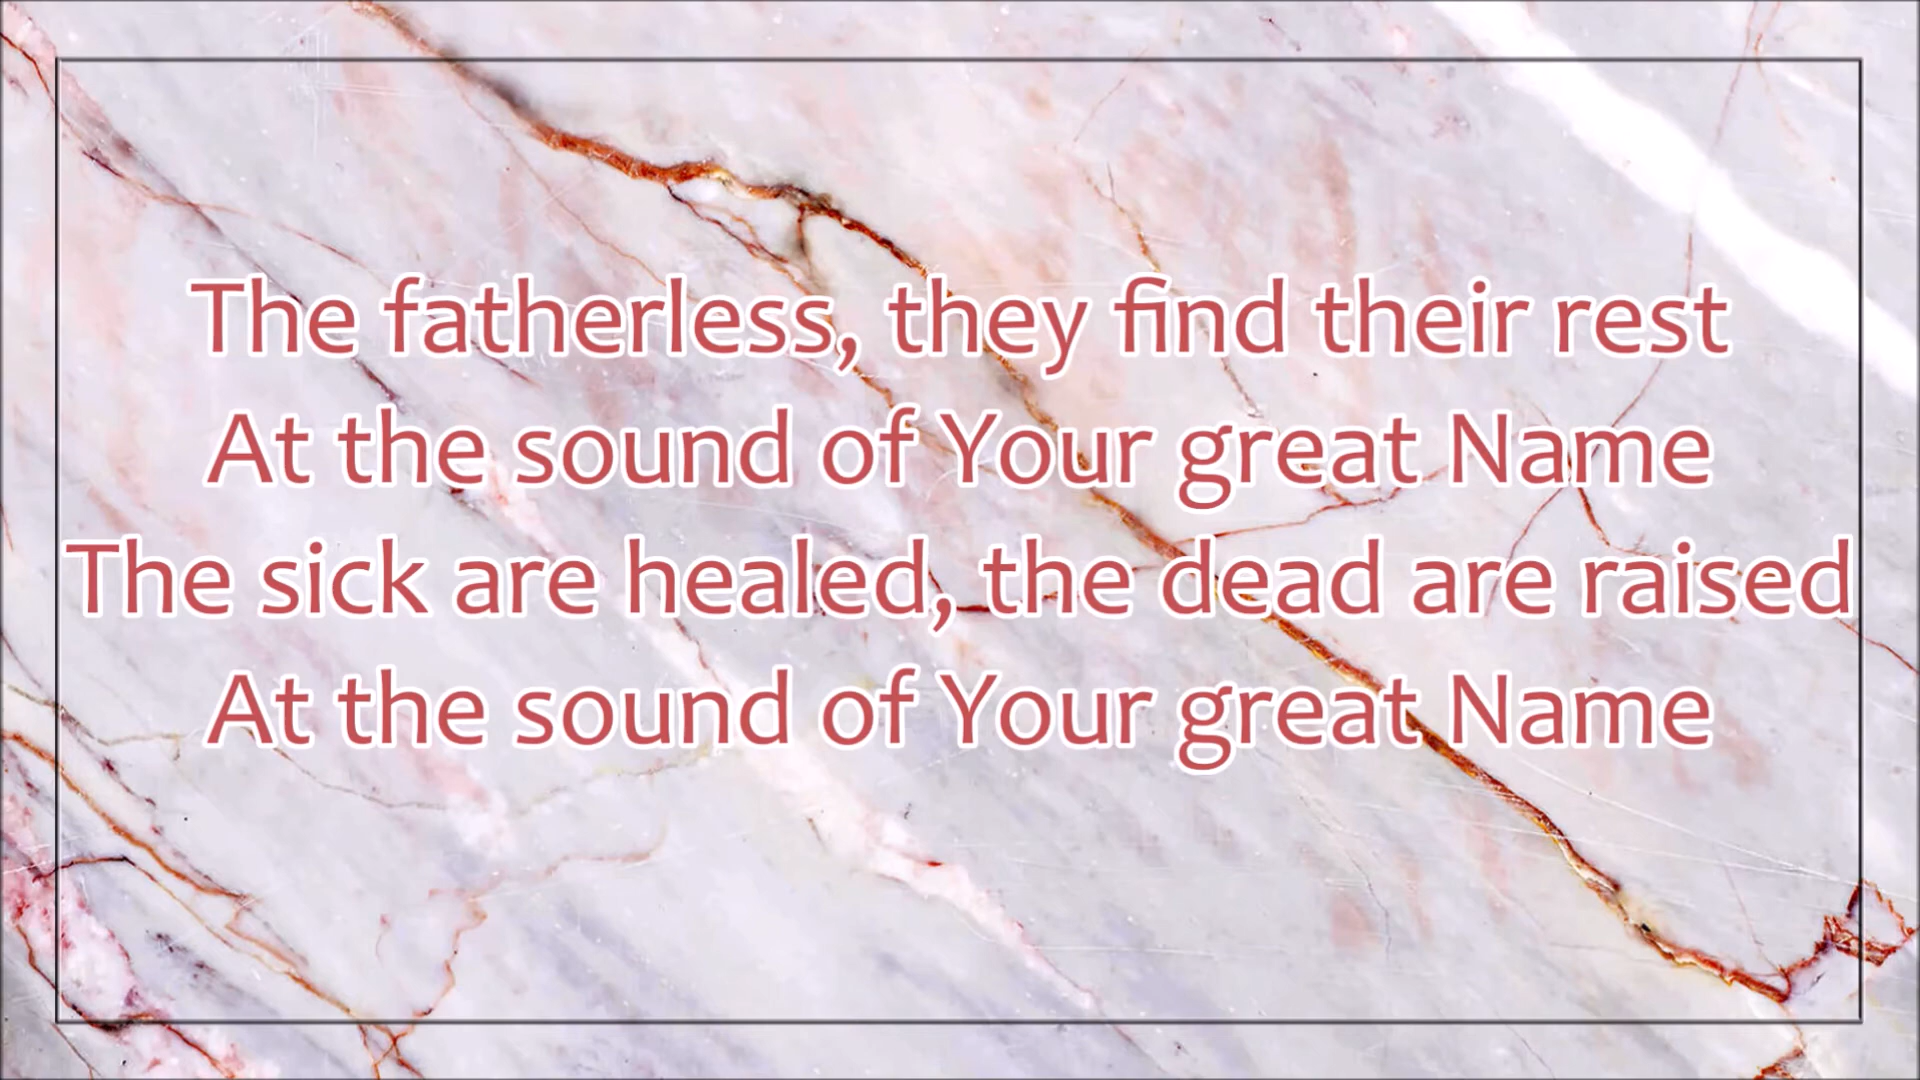 The fatherless, they find their rest
At the sound of Your great Name
The sick are healed, the dead are raised
At the sound of Your great Name